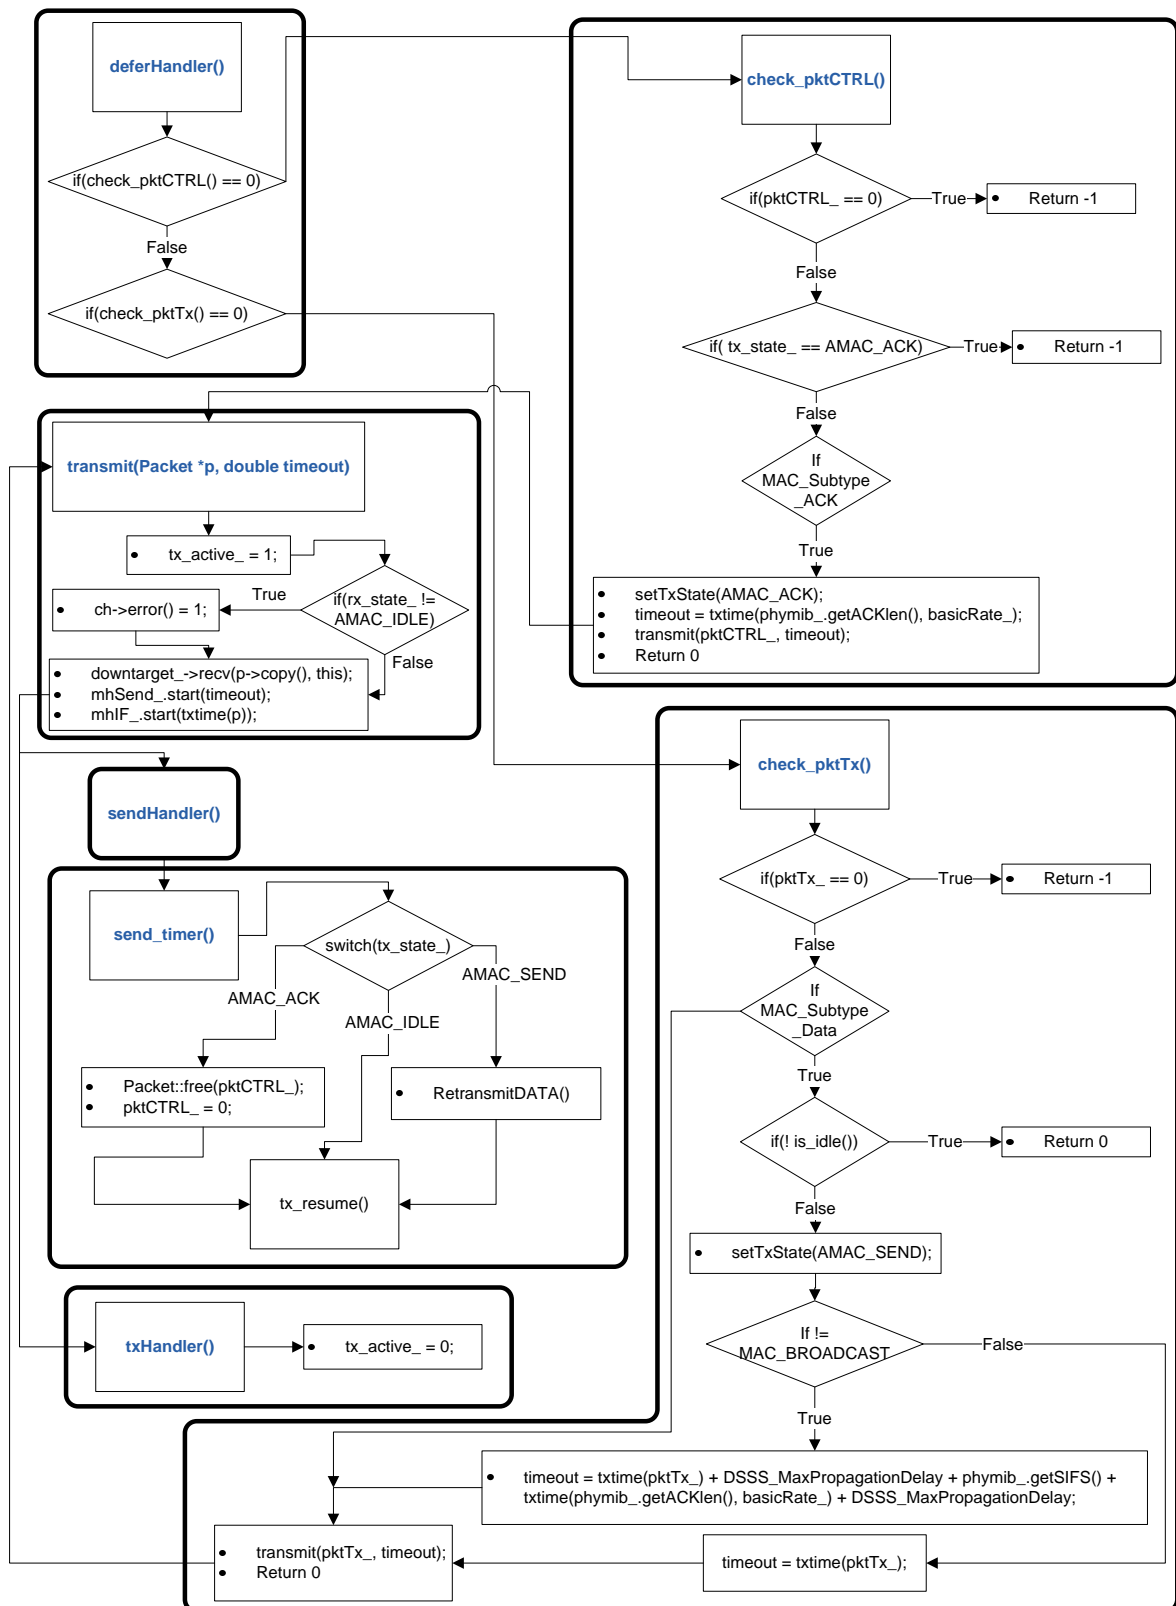 deferHandler()
if(check_pktCTRL() == 0)
False
if(check_pktTx() == 0)
check_pktCTRL()
if(pktCTRL_ == 0)
True
• Return -1
False
if( tx_state_ == AMAC_ACK)
True
• Return -1
False
If
MAC_Subtype
_ACK
True
• setTxState(AMAC_ACK);
• timeout = txtime(phymib_.getACKlen(), basicRate_);
• transmit(pktCTRL_, timeout);
• Return 0
transmit(Packet *p, double timeout)
• tx_active_ = 1;
if(rx_state_ !=
AMAC_IDLE)
True
• ch->error() = 1;
False
• downtarget_->recv(p->copy(), this);
• mhSend_.start(timeout);
• mhIF_.start(txtime(p));
sendHandler()
send_timer()
switch(tx_state_)
AMAC_ACK
AMAC_IDLE
AMAC_SEND
• Packet::free(pktCTRL_);
• pktCTRL_ = 0;
• RetransmitDATA()
tx_resume()
txHandler()
• tx_active_ = 0;
check_pktTx()
if(pktTx_ == 0)
True
• Return -1
False
If
MAC_Subtype
_Data
True
if(! is_idle())
True
• Return 0
False
• setTxState(AMAC_SEND);
If !=
MAC_BROADCAST
False
True
• timeout = txtime(pktTx_) + DSSS_MaxPropagationDelay + phymib_.getSIFS() +
txtime(phymib_.getACKlen(), basicRate_) + DSSS_MaxPropagationDelay;
• transmit(pktTx_, timeout);
• Return 0
timeout = txtime(pktTx_);